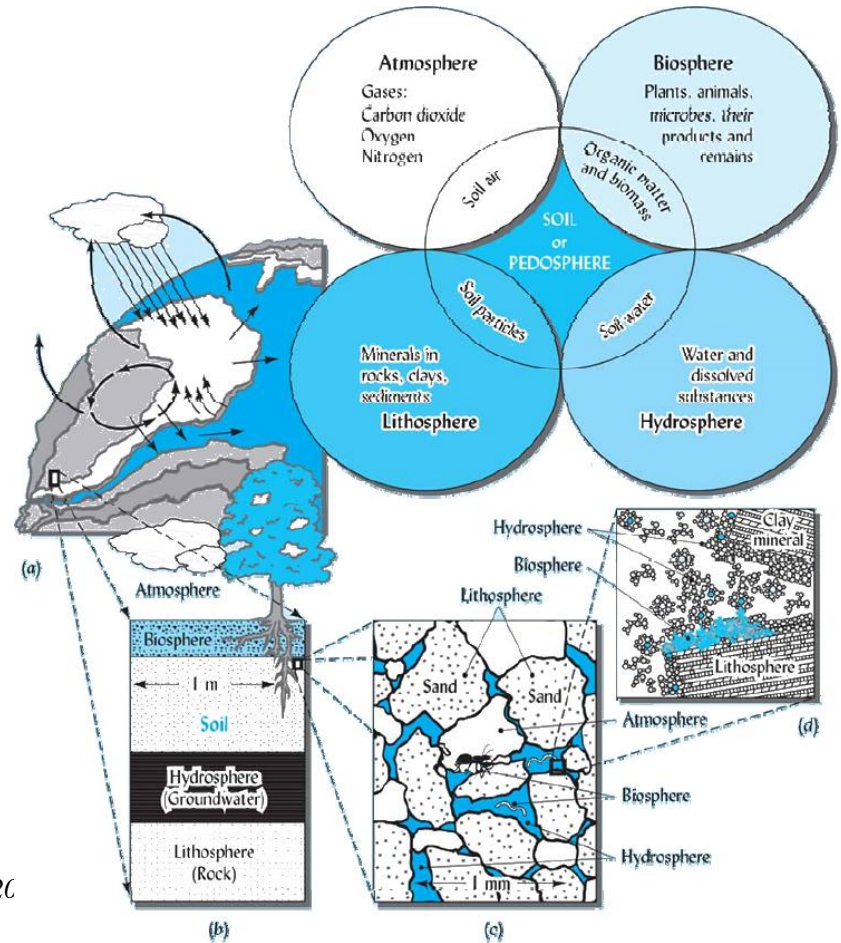 Atmosphere
Gases:
Carbon dioxide
Oxygen
Nitrogen
Biosphere
Plants, animals,
microbes, their
products and
remains
Soil air
Organic matter
and biomass
SOIL
or
PEDOSPHERE
Soil particles
Soil water
Minerals in
rocks, clays,
sediments
Lithosphere
Water and
dissolved
substances
Hydrosphere
(a)
Atmosphere
Biosphere
1 m
Soil
Hydrosphere
(Groundwater)
Lithosphere
(Rock)
(b)
Lithosphere
Sand
Sand
Atmosphere
Biosphere
Hydrosphere
1 mm
(c)
Hydrosphere
Biosphere
Clay
mineral
Lithosphere
(d)